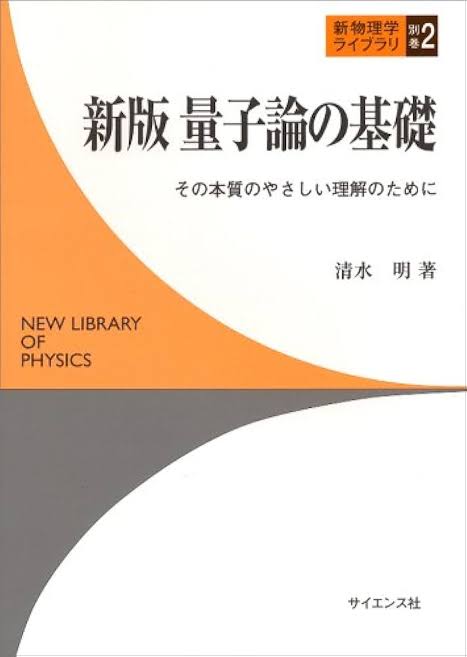 新物理学
ライブラリ
別巻 2
新版 量子論の基礎
その本質のやさしい理解のために
清水 明 著
NEW LIBRARY
OF
PHYSICS
サイエンス社